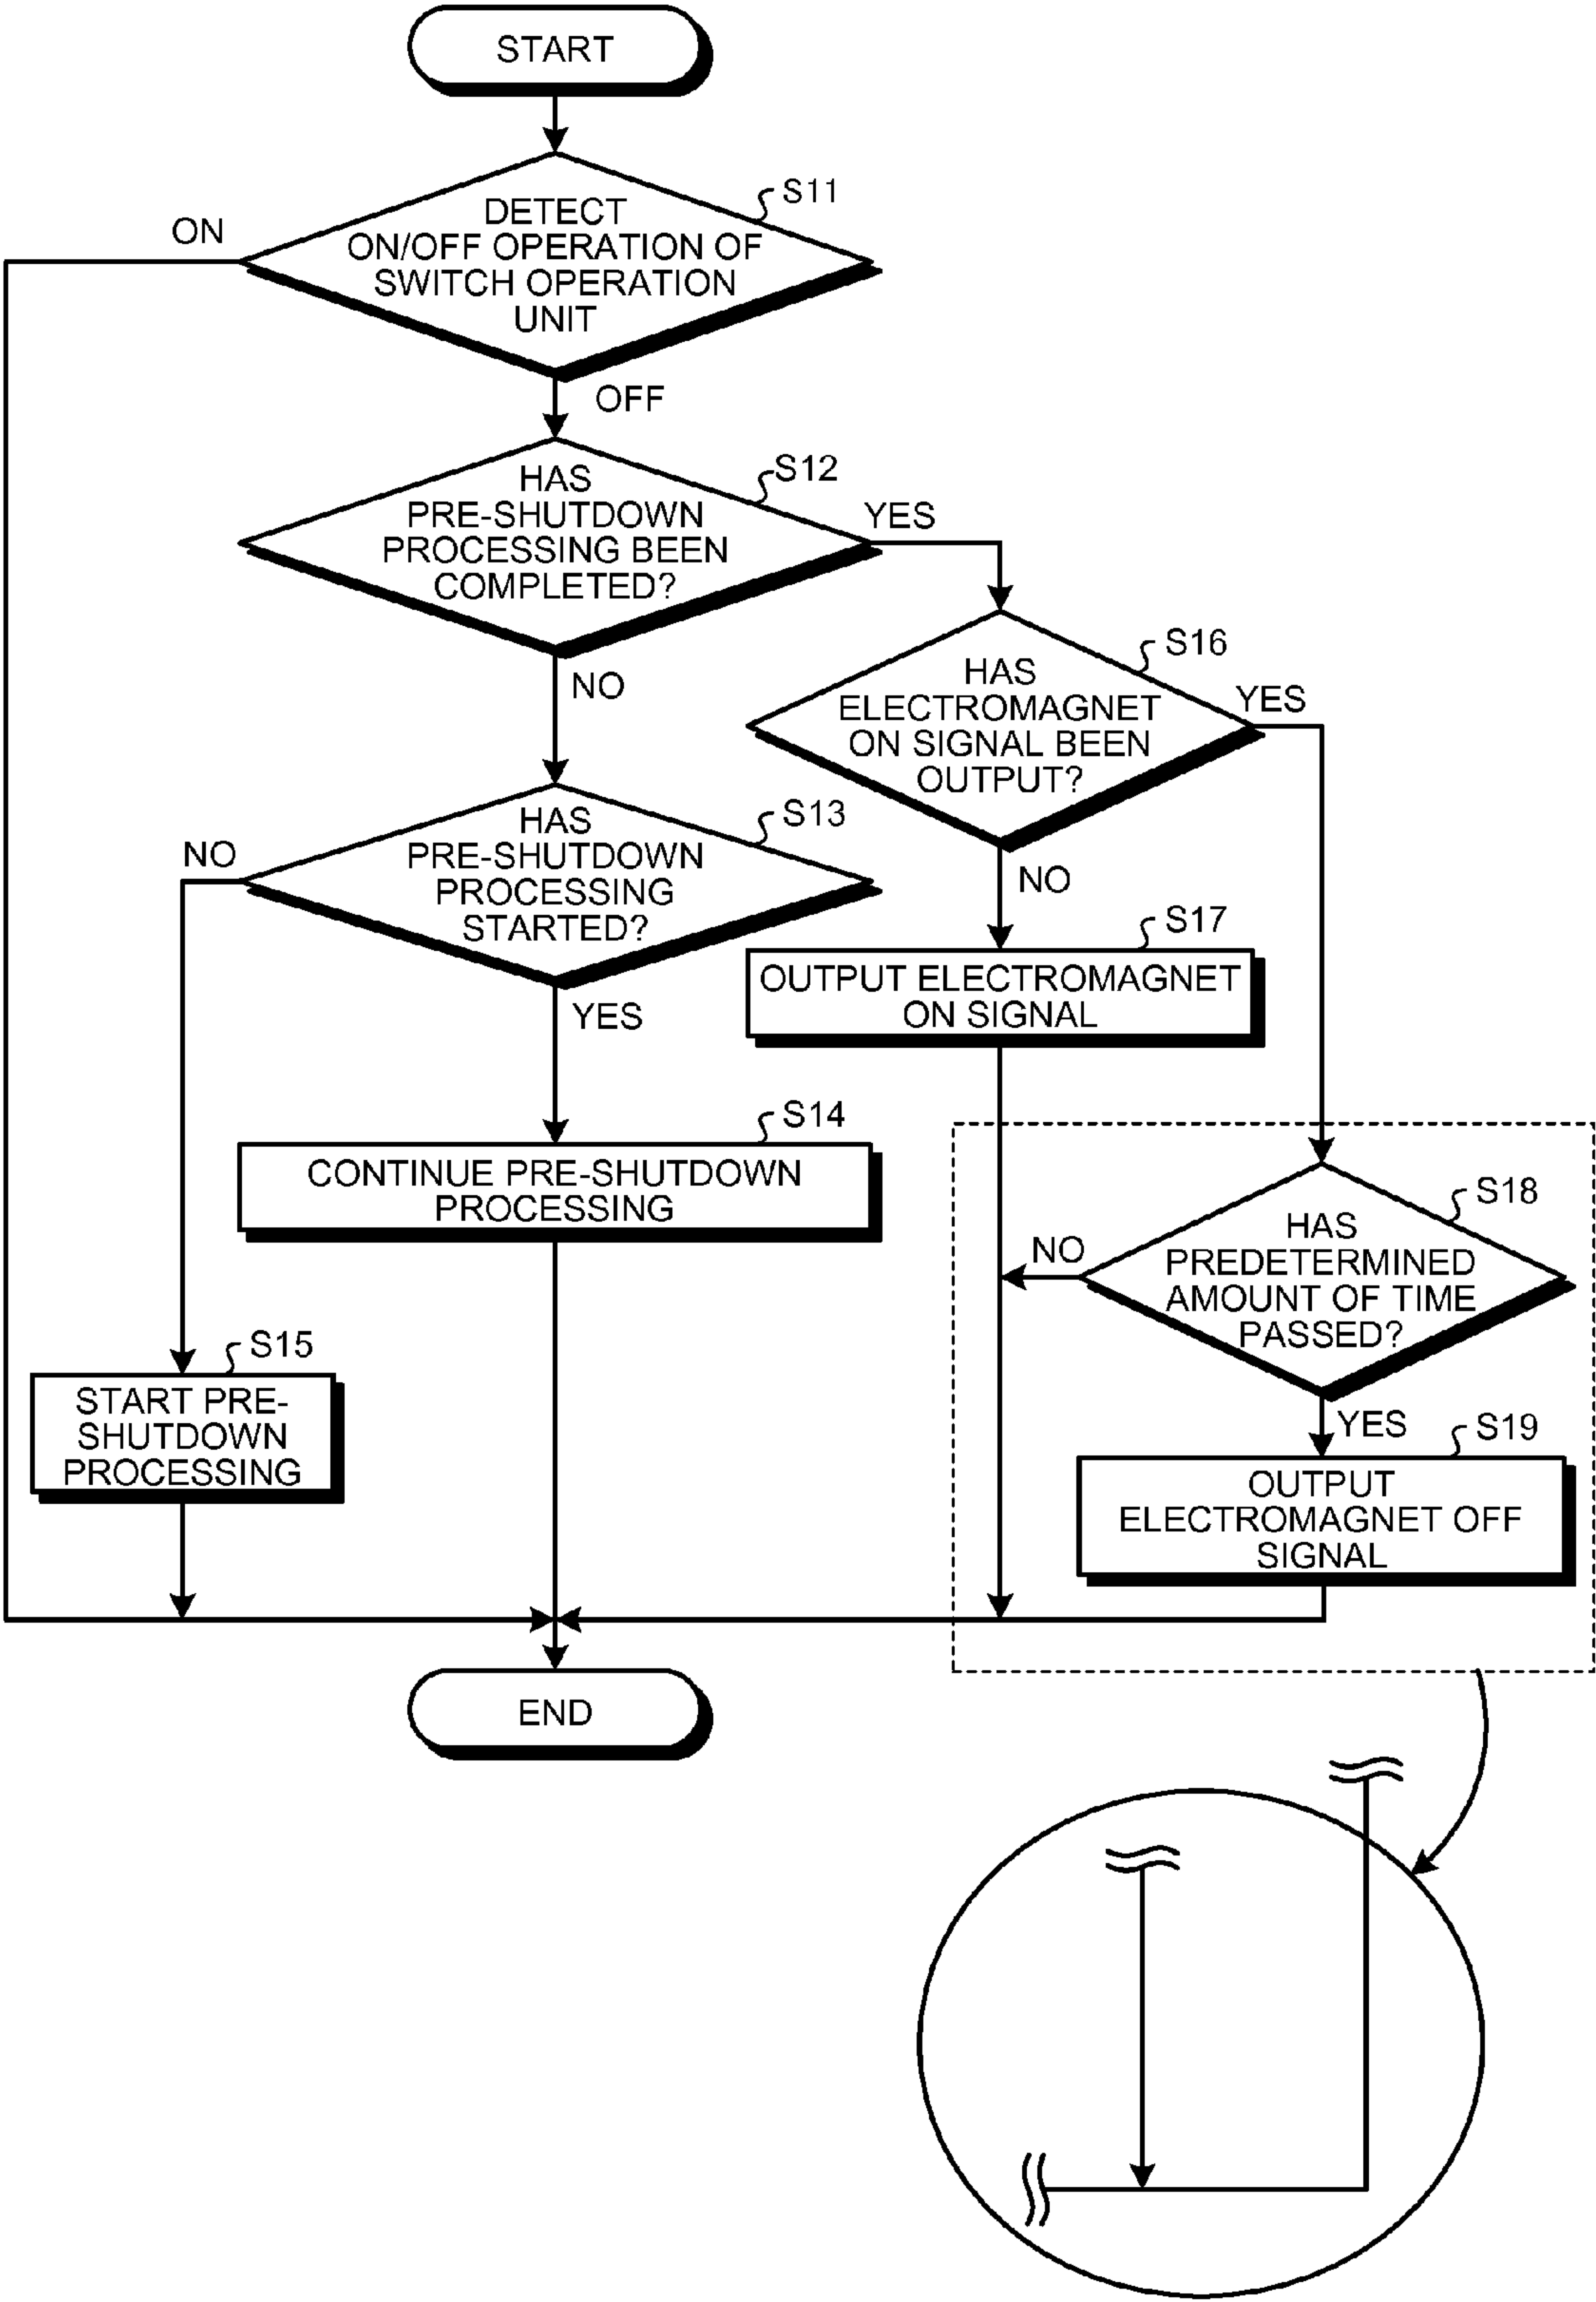 START
S11
ON
DETECT
ON/OFF OPERATION OF
SWITCH OPERATION
UNIT
OFF
S12
HAS
PRE-SHUTDOWN
PROCESSING BEEN
COMPLETED?
YES
NO
S16
HAS
ELECTROMAGNET
ON SIGNAL BEEN
OUTPUT?
YES
NO
S13
HAS
PRE-SHUTDOWN
PROCESSING
STARTED?
NO
YES
S17
OUTPUT ELECTROMAGNET
ON SIGNAL
S14
CONTINUE PRE-SHUTDOWN
PROCESSING
S18
HAS
PREDETERMINED
AMOUNT OF TIME
PASSED?
NO
YES
S15
START PRE-
SHUTDOWN
PROCESSING
S19
OUTPUT
ELECTROMAGNET OFF
SIGNAL
END